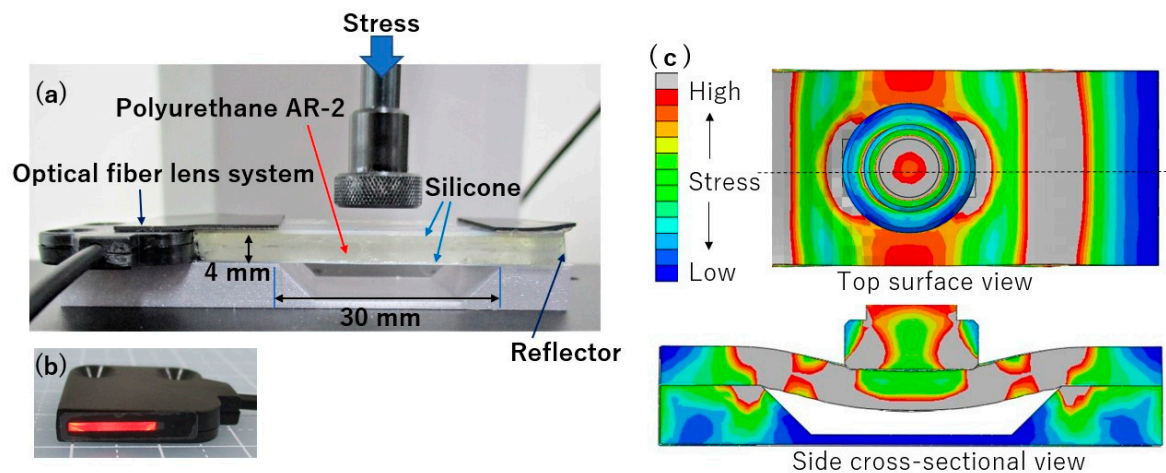 Stress
(a)
Polyurethane AR-2
Optical fiber lens system
Silicone
4 mm
30 mm
Reflector
(b)
(c)
High
Stress
Low
Top surface view
Side cross-sectional view